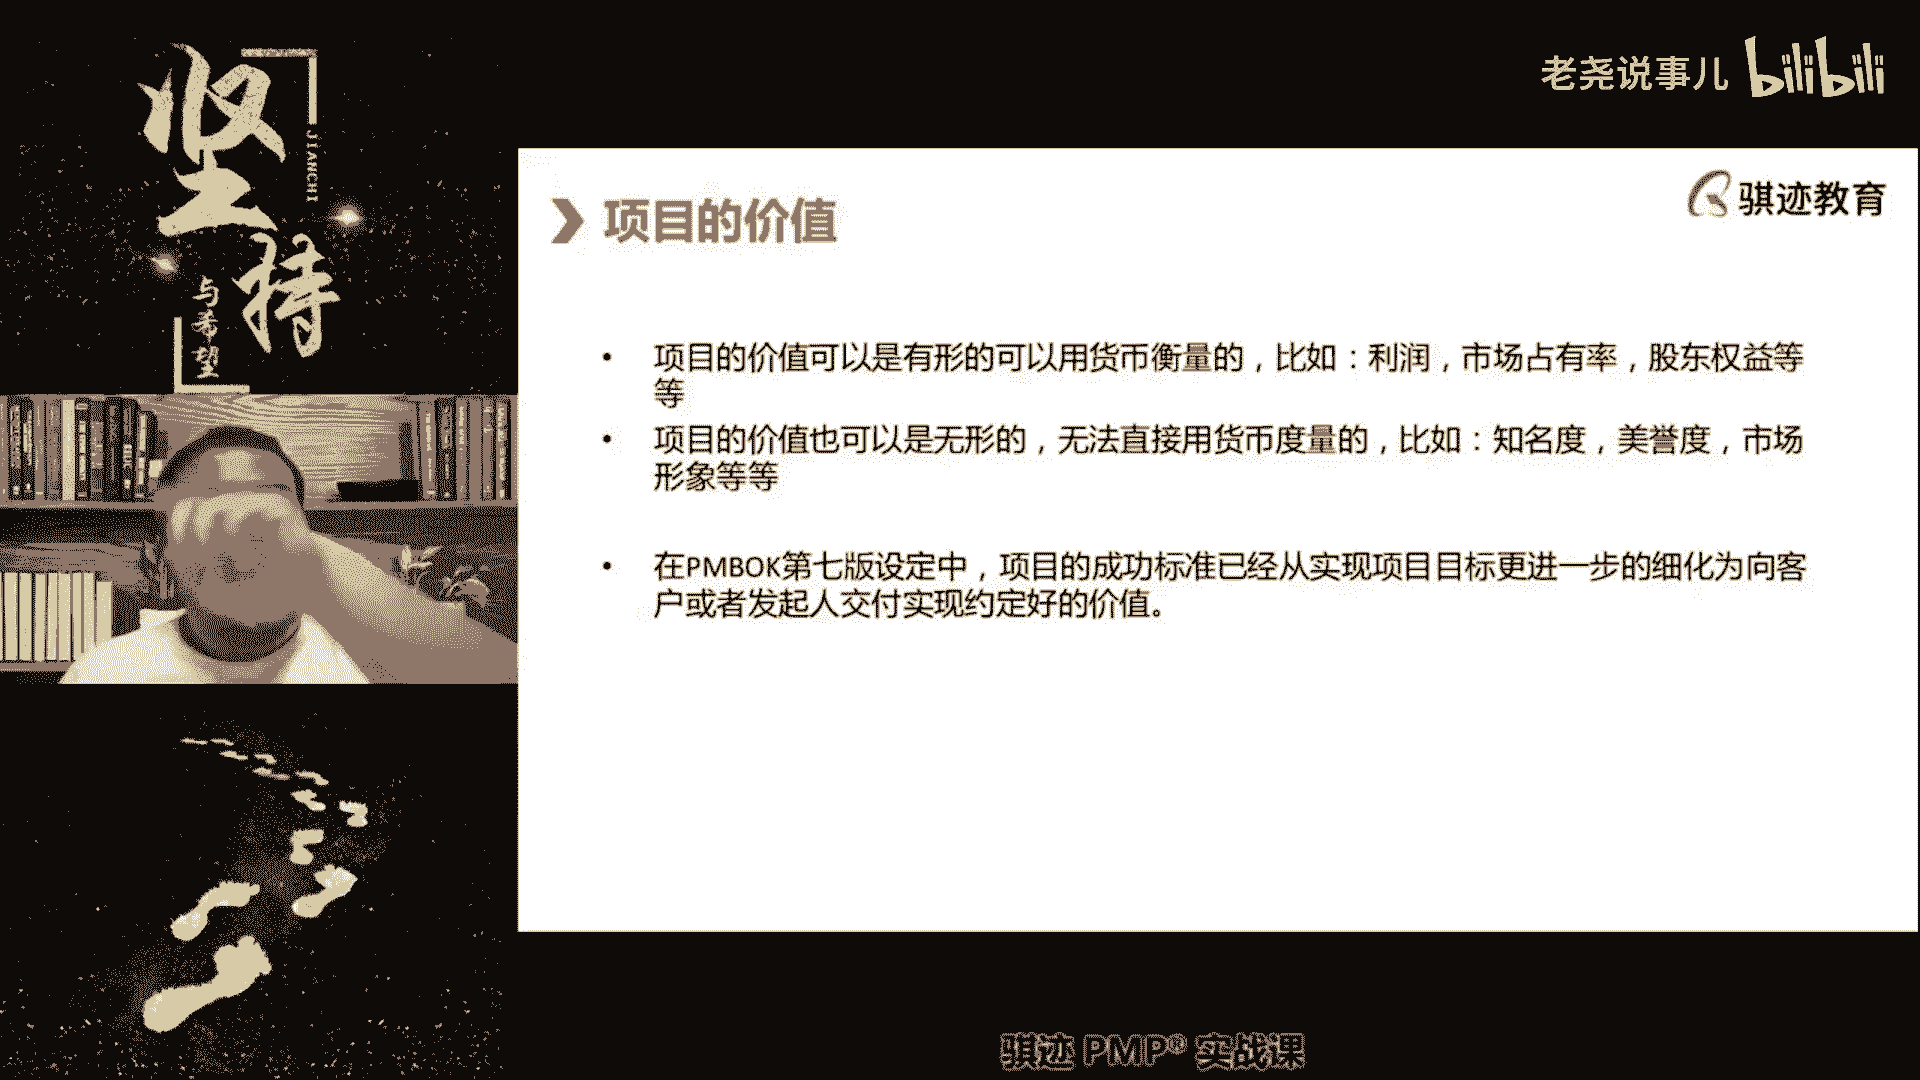 坚持
JIANCHI
与希望
老尧说事儿 bilibili
骐迹教育
项目的价值
• 项目的价值可以是有形的可以用货币衡量的，比如：利润，市场占有率，股东权益等
等
• 项目的价值也可以是无形的，无法直接用货币度量的，比如：知名度，美誉度，市场
形象等等
• 在PMBOK第七版设定中，项目的成功标准已经从实现项目目标更进一步的细化为向客
户或者发起人交付实现约定好的价值。
骐迹 PMP® 实战课